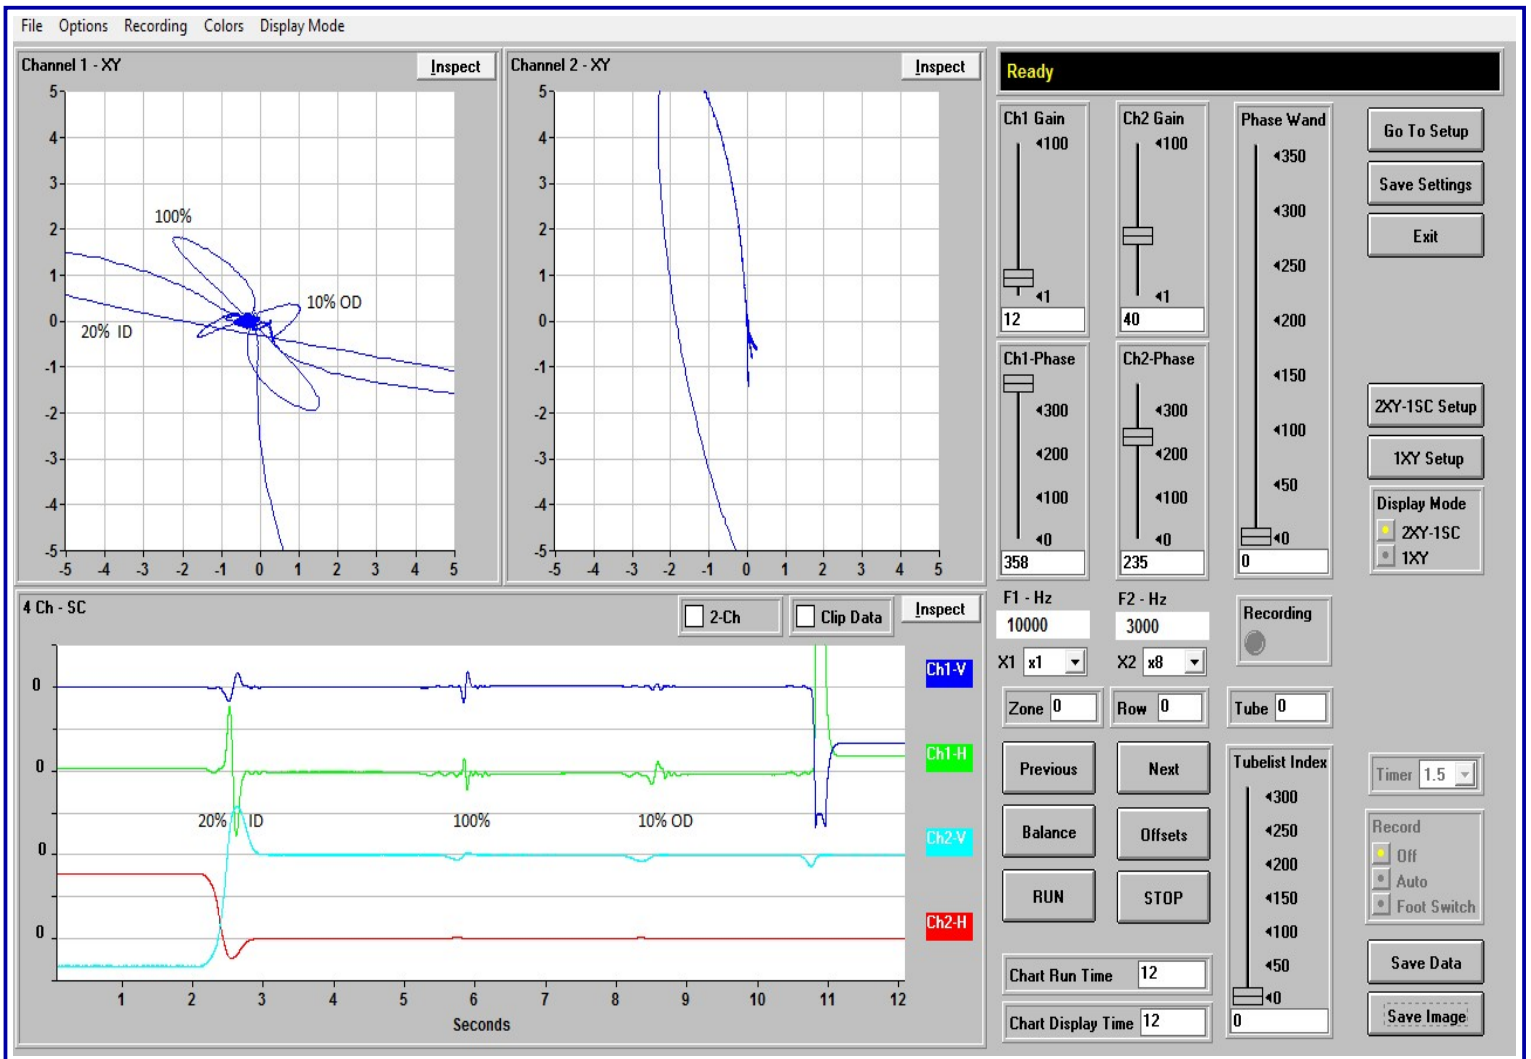 File Options Recording Colors Display Mode
Channel 1 - XY
Inspect
5
4
3
2
1
0
-1
-2
-3
-4
-5
-5 -4 -3 -2 -1 0 1 2 3 4 5
100%
10% OD
20% ID
Channel 2 - XY
Inspect
5
4
3
2
1
0
-1
-2
-3
-4
-5
-5 -4 -3 -2 -1 0 1 2 3 4 5
4 Ch - SC
2-Ch
Clip Data
Inspect
0
0
0
0
Ch1-V
Ch1-H
Ch2-V
Ch2-H
20% ID
100%
10% OD
1 2 3 4 5 6 7 8 9 10 11 12
Seconds
Ready
Ch1 Gain
100
1
12
Ch2 Gain
100
1
40
Phase Wand
350
300
250
200
150
100
50
0
0
Ch1-Phase
300
200
100
0
358
Ch2-Phase
300
200
100
0
235
Go To Setup
Save Settings
Exit
2XY-1SC Setup
1XY Setup
Display Mode
2XY-1SC
1XY
F1 - Hz
10000
F2 - Hz
3000
Recording
X1 x1
X2 x8
Zone 0
Row 0
Tube 0
Previous
Next
Balance
Offsets
RUN
STOP
Tubelist Index
300
250
200
150
100
50
0
0
Timer 1.5
Record
Off
Auto
Foot Switch
Chart Run Time 12
Chart Display Time 12
Save Data
Save Image